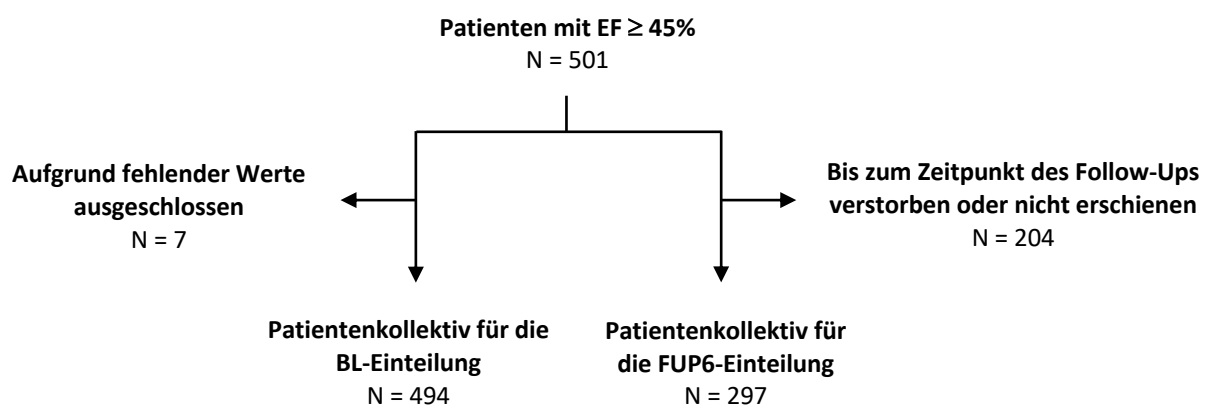 Patienten mit EF ≥ 45%
N = 501
Aufgrund fehlender Werte
ausgeschlossen
N = 7
Bis zum Zeitpunkt des Follow-Ups
verstorben oder nicht erschienen
N = 204
Patientenkollektiv für die
BL-Einteilung
N = 494
Patientenkollektiv für
die FUP6-Einteilung
N = 297